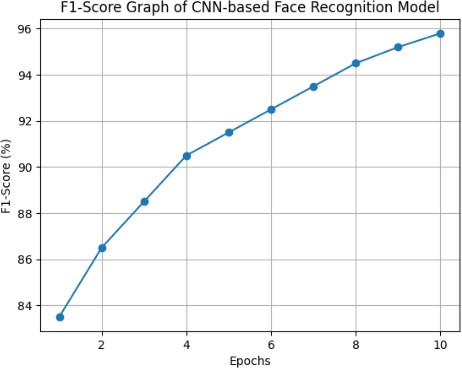 F1-Score Graph of CNN-based Face Recognition Model
96
94
92
90
88
86
84
F1-Score (%)
2 4 6 8 10
Epochs